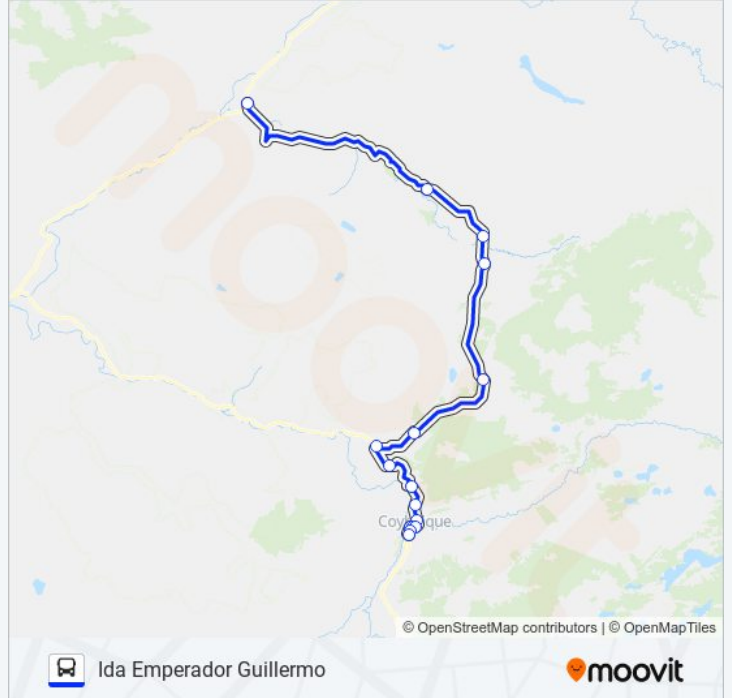 Coyhaique
© OpenStreetMap contributors | © OpenMapTiles
Ida Emperador Guillermo
moovit